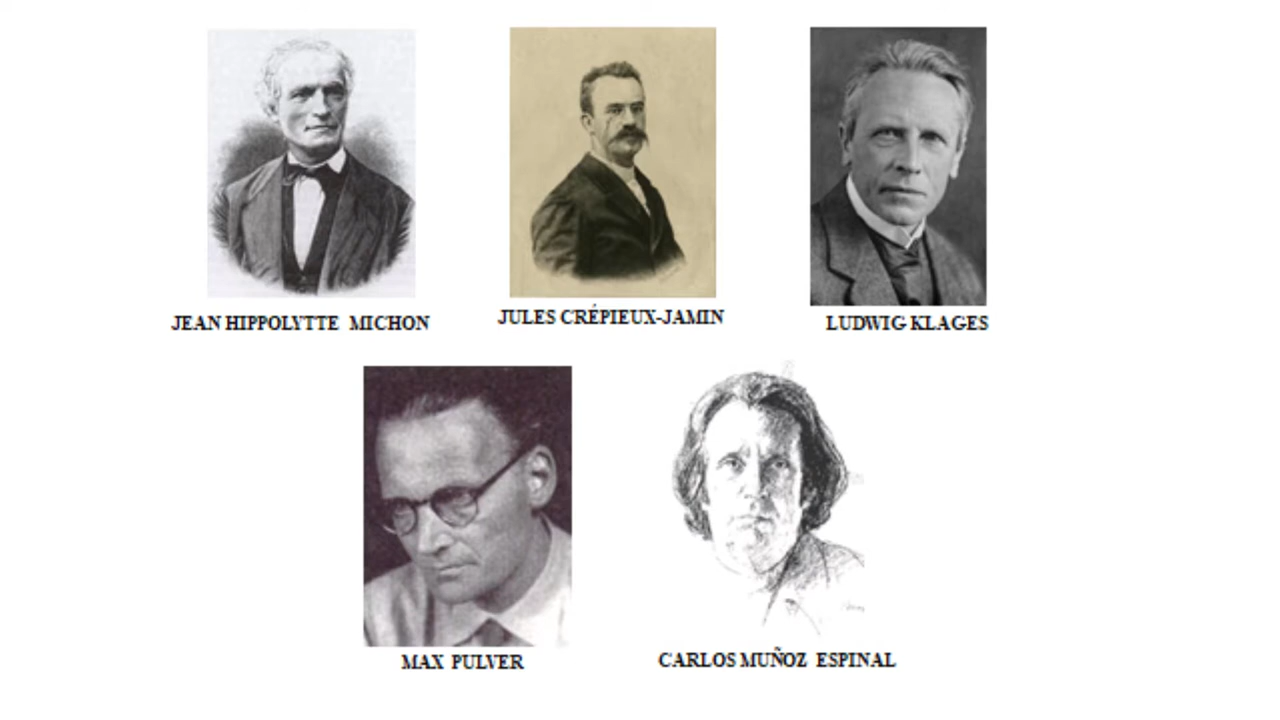 JEAN HIPPOLYTTE MICHON
JULES CRÉPIEUX-JAMIN
LUDWIG KLAGES
MAX PULVER
CARLOS MUÑOZ ESPINAL